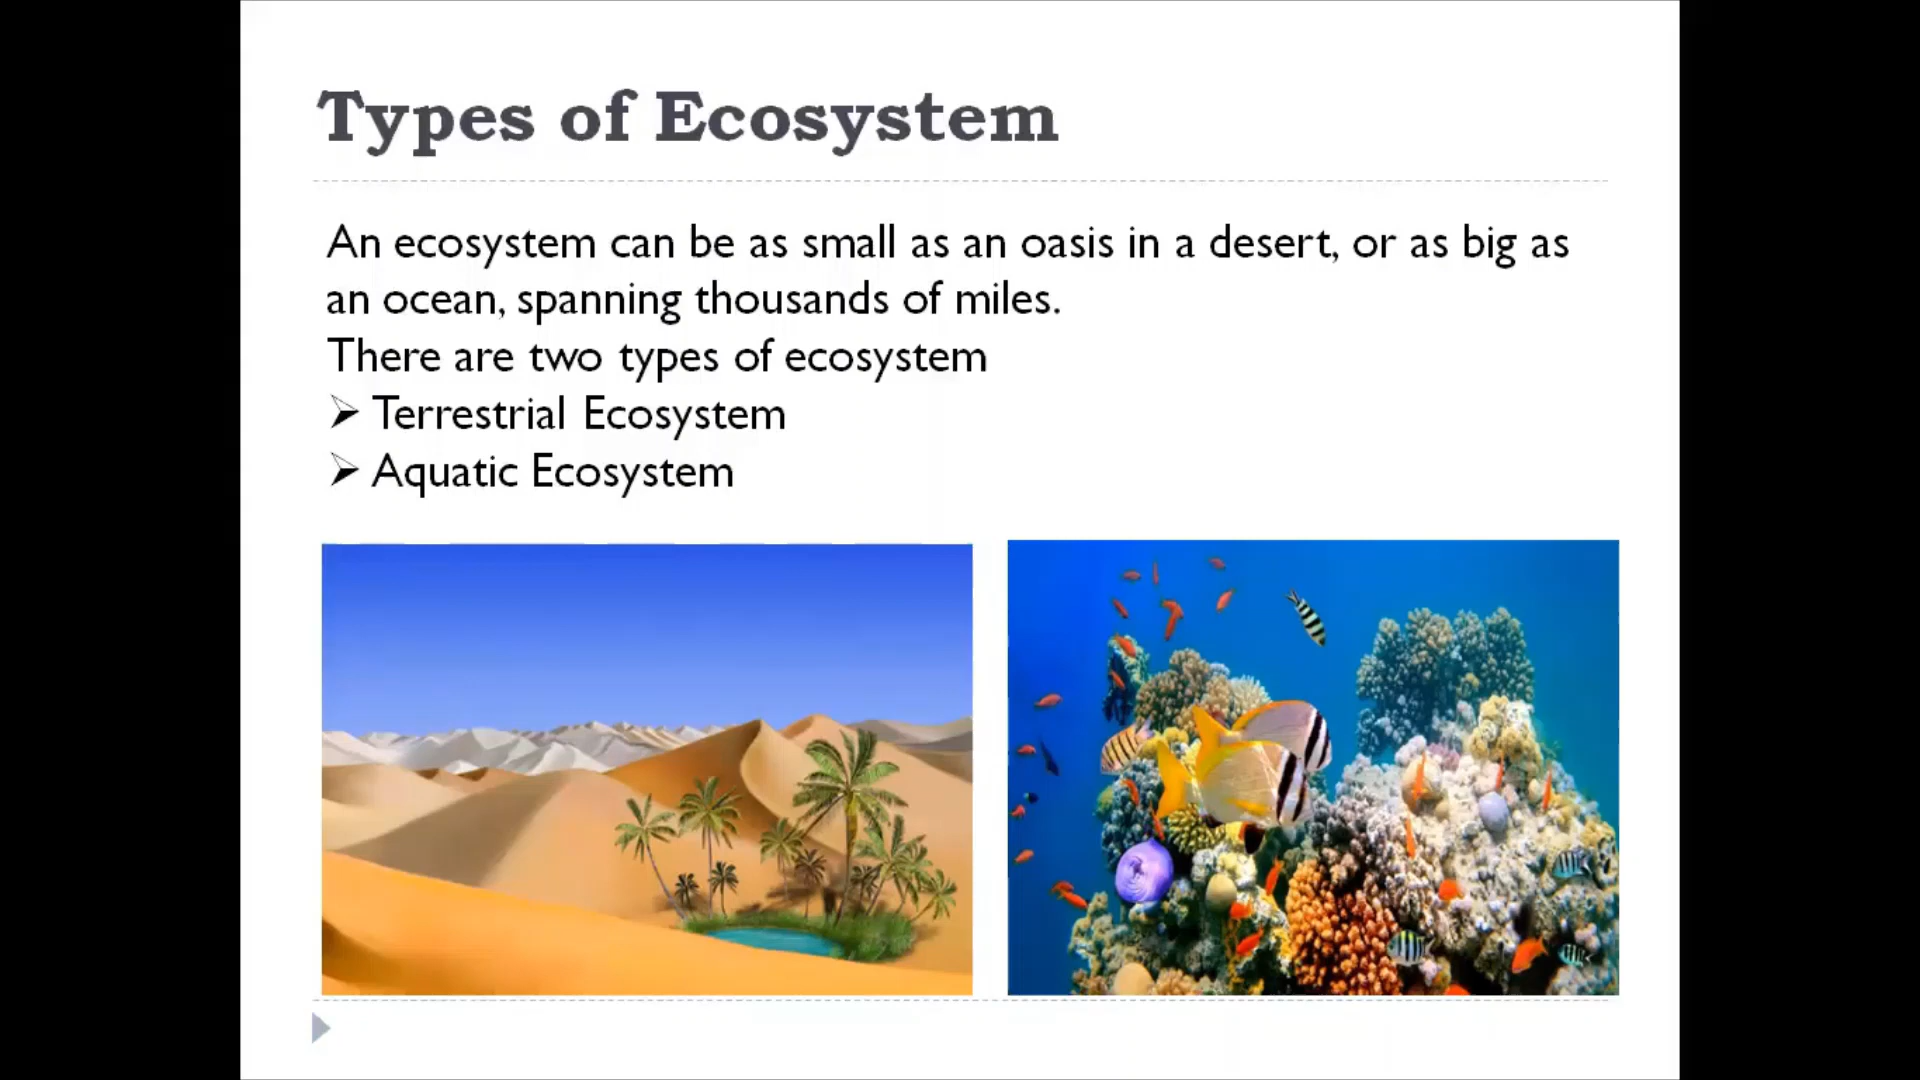 Types of Ecosystem
An ecosystem can be as small as an oasis in a desert, or as big as
an ocean, spanning thousands of miles.
There are two types of ecosystem
➢ Terrestrial Ecosystem
➢ Aquatic Ecosystem